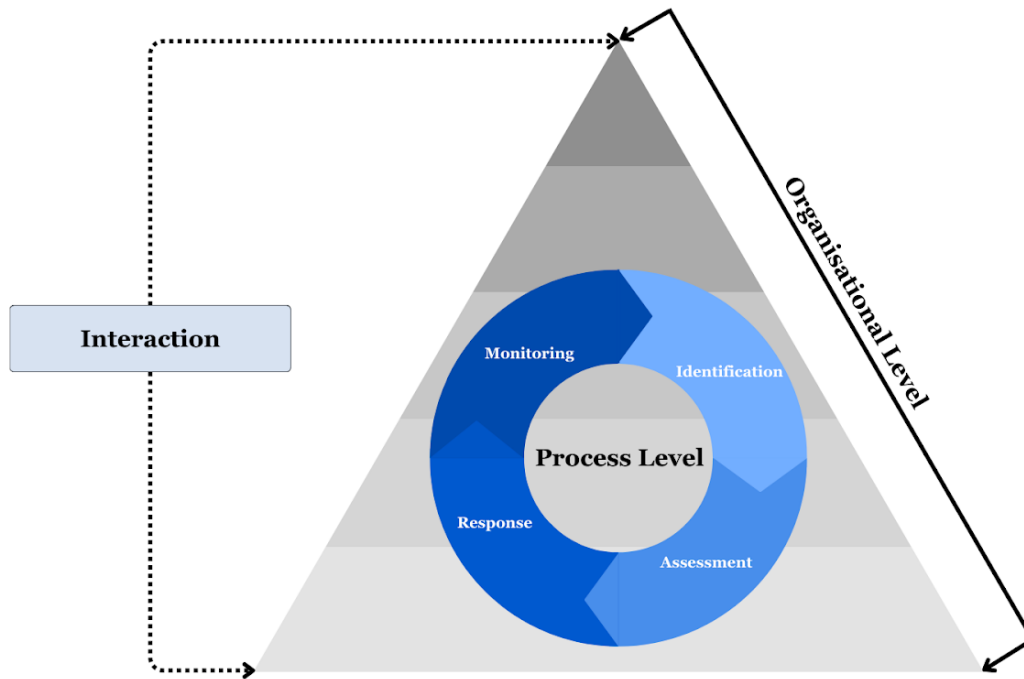 Organisational Level
Interaction
Monitoring
Identification
Process Level
Response
Assessment